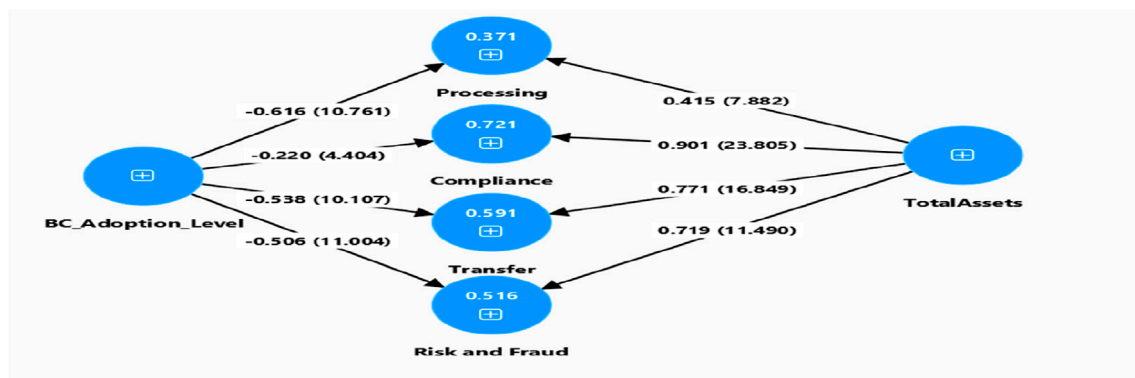 0.371
Processing
-0.616 (10.761)
0.415 (7.882)
0.721
-0.220 (4.404)
0.901 (23.805)
Compliance
BC_Adoption_Level
TotalAssets
-0.538 (10.107)
0.771 (16.849)
0.591
-0.506 (11.004)
0.719 (11.490)
Transfer
0.516
Risk and Fraud